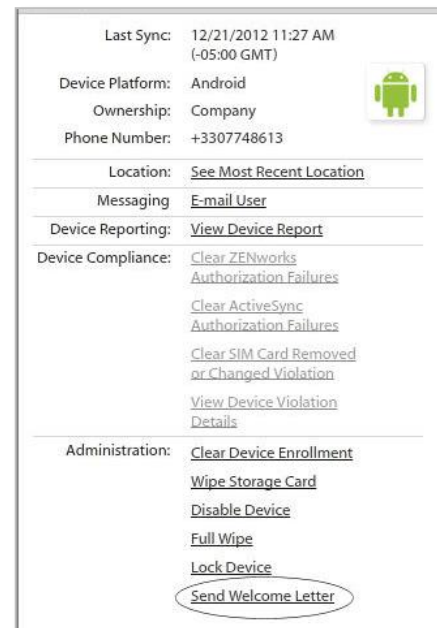 Last Sync: 12/21/2012 11:27 AM
(-05:00 GMT)
Device Platform: Android
Ownership: Company
Phone Number: +3307748613
Location: See Most Recent Location
Messaging E-mail User
Device Reporting: View Device Report
Device Compliance: Clear ZENworks
Authorization Failures
Clear ActiveSync
Authorization Failures
Clear SIM Card Removed
or Changed Violation
View Device Violation
Details
Administration: Clear Device Enrollment
Wipe Storage Card
Disable Device
Full Wipe
Lock Device
Send Welcome Letter